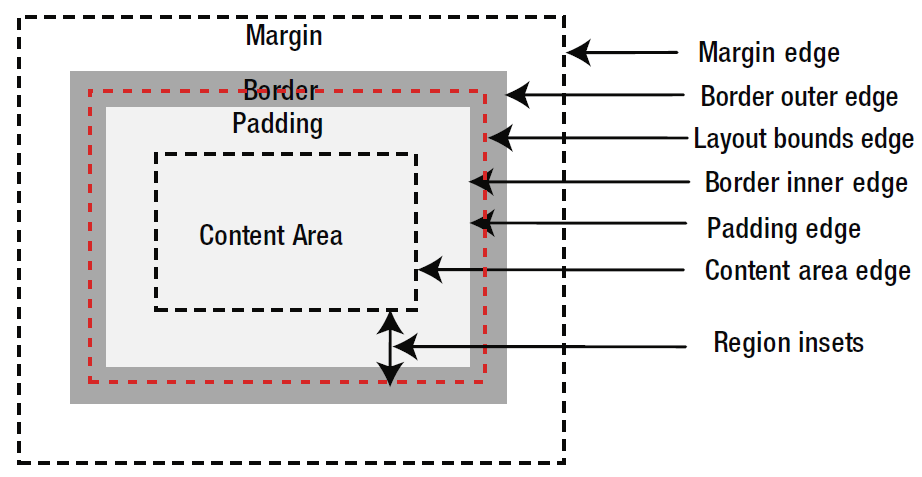 Margin
Margin edge
Border
Border outer edge
Padding
Layout bounds edge
Border inner edge
Content Area
Padding edge
Content area edge
Region insets